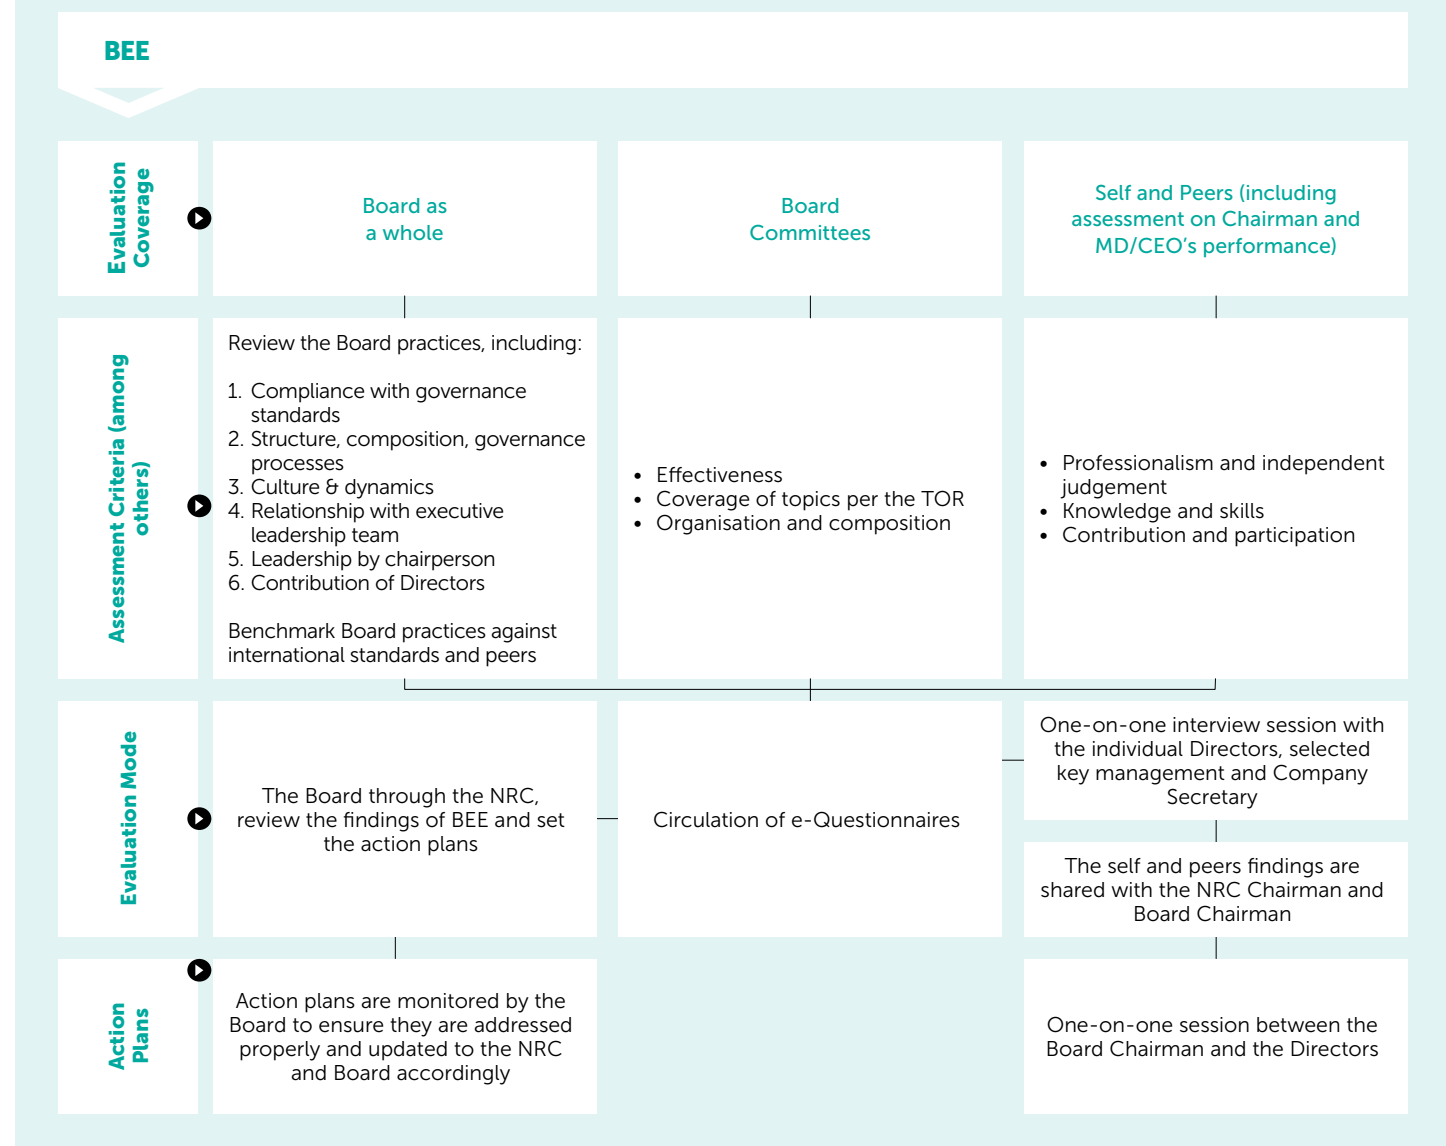 BEE
Evaluation
Coverage
Board as
a whole
Board
Committees
Self and Peers (including
assessment on Chairman and
MD/CEO's performance)
Assessment Criteria (among
others)
Review the Board practices, including:
1. Compliance with governance
standards
2. Structure, composition, governance
processes
3. Culture & dynamics
4. Relationship with executive
leadership team
5. Leadership by chairperson
6. Contribution of Directors
Benchmark Board practices against
international standards and peers
• Effectiveness
• Coverage of topics per the TOR
• Organisation and composition
• Professionalism and independent
judgement
• Knowledge and skills
• Contribution and participation
Evaluation Mode
The Board through the NRC,
review the findings of BEE and set
the action plans
Circulation of e-Questionnaires
One-on-one interview session with
the individual Directors, selected
key management and Company
Secretary
The self and peers findings are
shared with the NRC Chairman and
Board Chairman
Action
Plans
Action plans are monitored by the
Board to ensure they are addressed
properly and updated to the NRC
and Board accordingly
One-on-one session between the
Board Chairman and the Directors